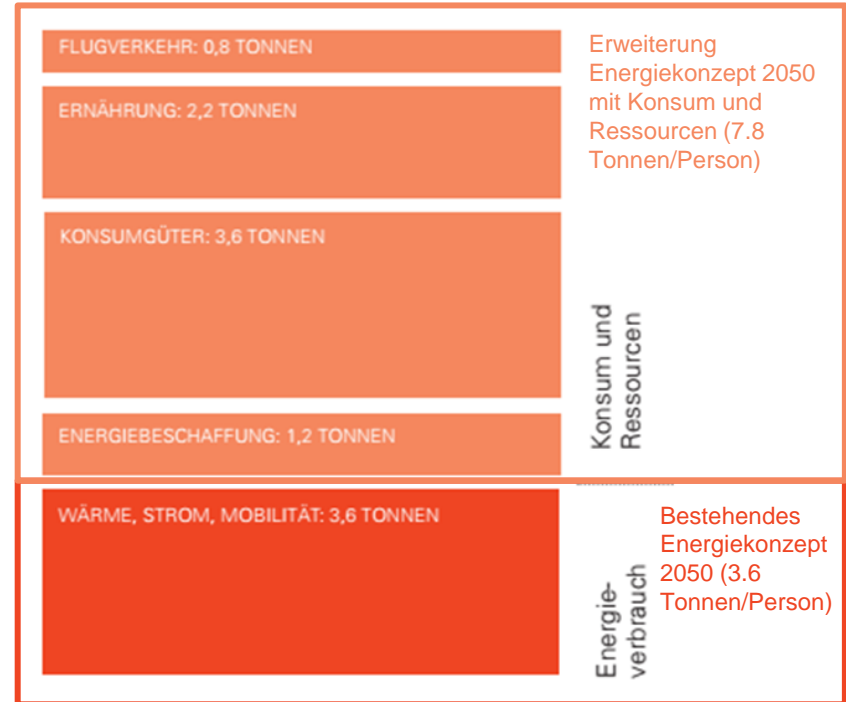 FLUGVERKEHR: 0,8 TONNEN
ERNÄHRUNG: 2,2 TONNEN
KONSUMGÜTER: 3,6 TONNEN
ENERGIEBESCHAFFUNG: 1,2 TONNEN
Erweiterung
Energiekonzept 2050
mit Konsum und
Ressourcen (7.8
Tonnen/Person)
Konsum und
Ressourcen
WÄRME, STROM, MOBILITÄT: 3,6 TONNEN
Energie-
verbrauch
Bestehendes
Energiekonzept
2050 (3.6
Tonnen/Person)